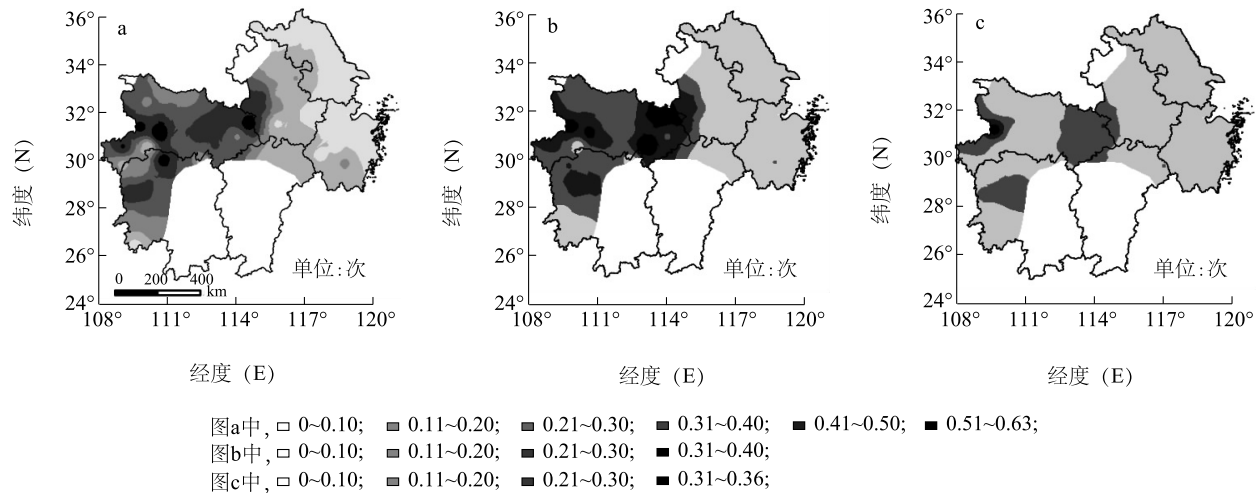 a
36°
34°
32°
30°
28°
26°
24°
纬度 (N)
108° 111° 114° 117° 120°
经度 (E)
0 200 400
km
单位:次
b
36°
34°
32°
30°
28°
26°
24°
纬度 (N)
108° 111° 114° 117° 120°
经度 (E)
单位:次
c
36°
34°
32°
30°
28°
26°
24°
纬度 (N)
108° 111° 114° 117° 120°
经度 (E)
单位:次
图a中, 0~0.10; 0.11~0.20; 0.21~0.30; 0.31~0.40; 0.41~0.50; 0.51~0.63;
图b中, 0~0.10; 0.11~0.20; 0.21~0.30; 0.31~0.40;
图c中, 0~0.10; 0.11~0.20; 0.21~0.30; 0.31~0.36;